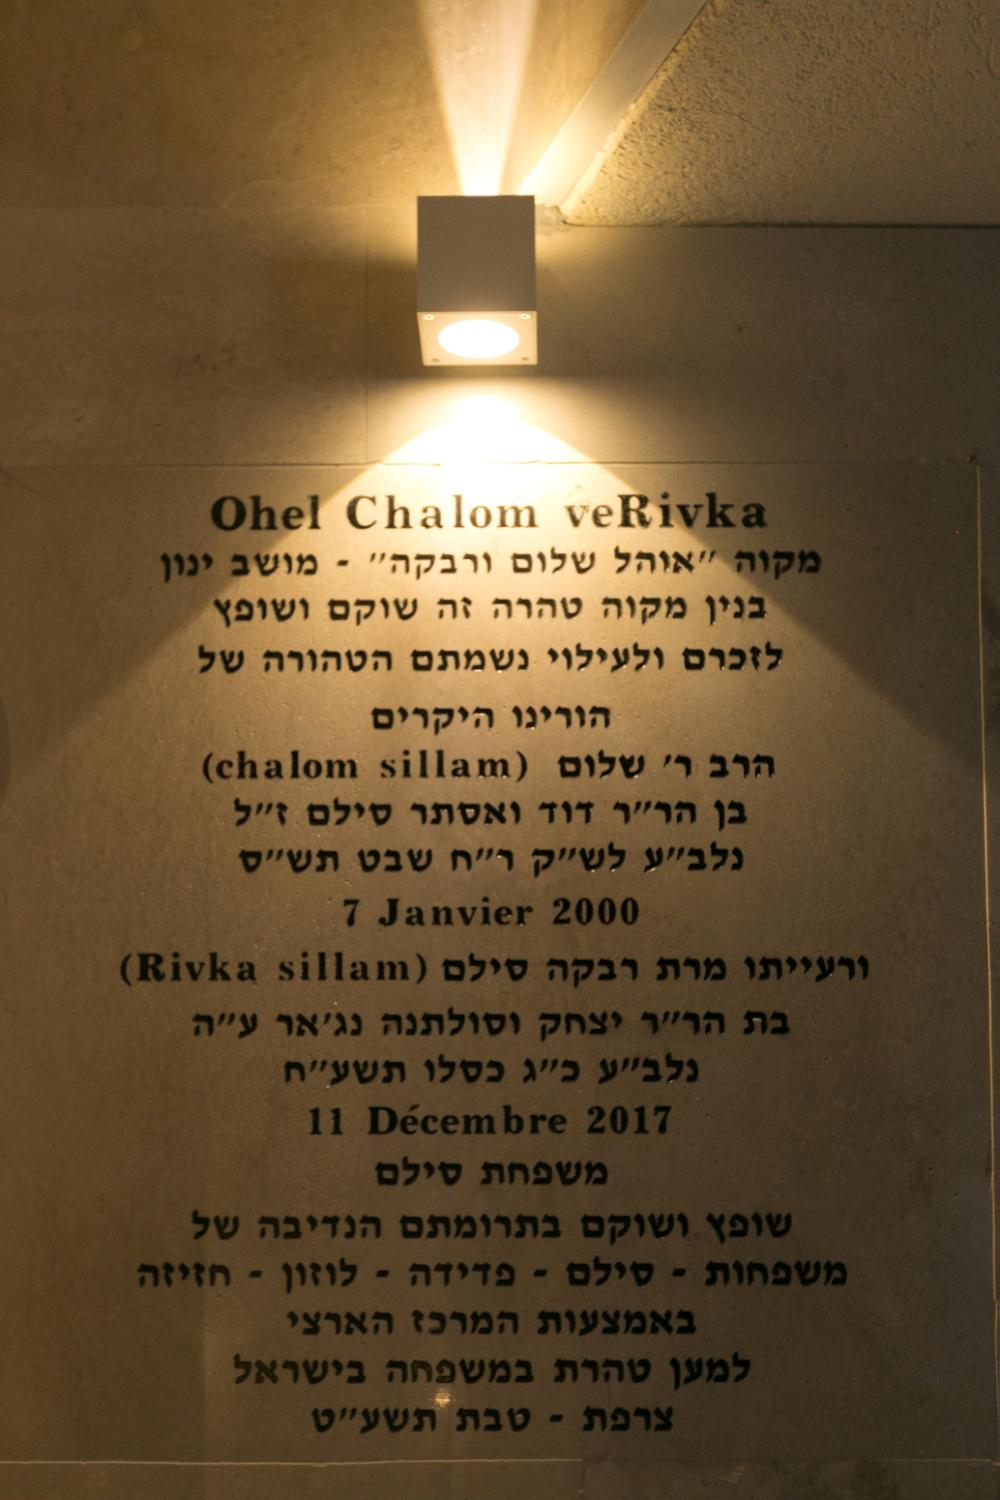 Ohel Chalom veRivka
מקוה "אוהל שלום ורבקה" - מושב ינון
בנין מקוה טהרה זה שוקם ושופץ
לזכרם ולעילוי נשמתם הטהורה של
הורינו היקרים
הרב ר' שלום (chalom sillam)
בן הר"ר דוד ואסתר סילם ז"ל
נלב"ע לש"ק ר"ח שבט תש"ס
7 Janvier 2000
ורעייתו מרת רבקה סילם (Rivka sillam)
בת הר"ר יצחק וסולתנה נג'אר ע"ה
נלב"ע כ"ג כסלו תשע"ח
11 Décembre 2017
משפחת סילם
שופץ ושוקם בתרומתם הנדיבה של
משפחות - סילם - פדידה - לוזון - חזיזה
באמצעות המרכז הארצי
למען טהרת במשפחה בישראל
צרפת - טבת תשע"ט